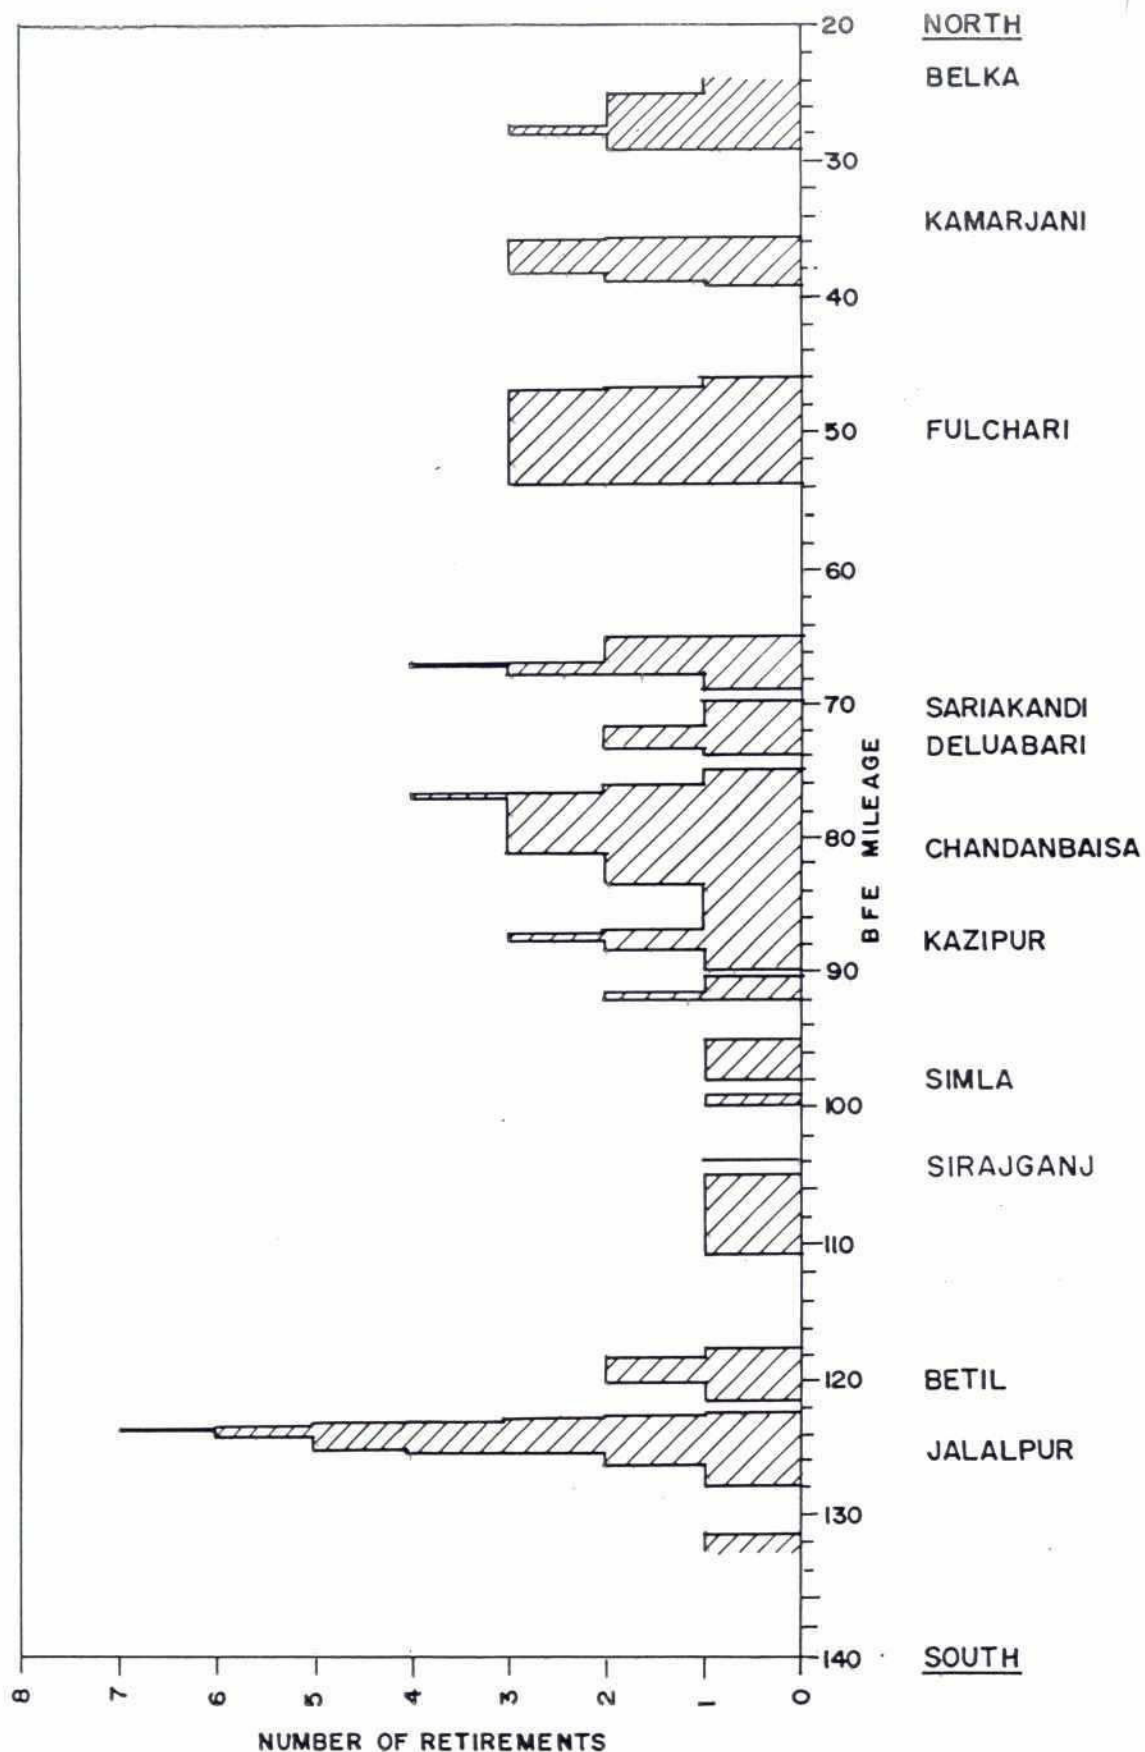 20 NORTH
BELKA
30
KAMARJANI
40
50 FULCHARI
60
70 SARIAKANDI
DELUABARI
BFE MILEAGE
80 CHANDANBAISA
KAZIPUR
90
SIMLA
100
SIRAJGANJ
110
120 BETIL
JALALPUR
130
140 SOUTH
8 7 6 5 4 3 2 1 0
NUMBER OF RETIREMENTS